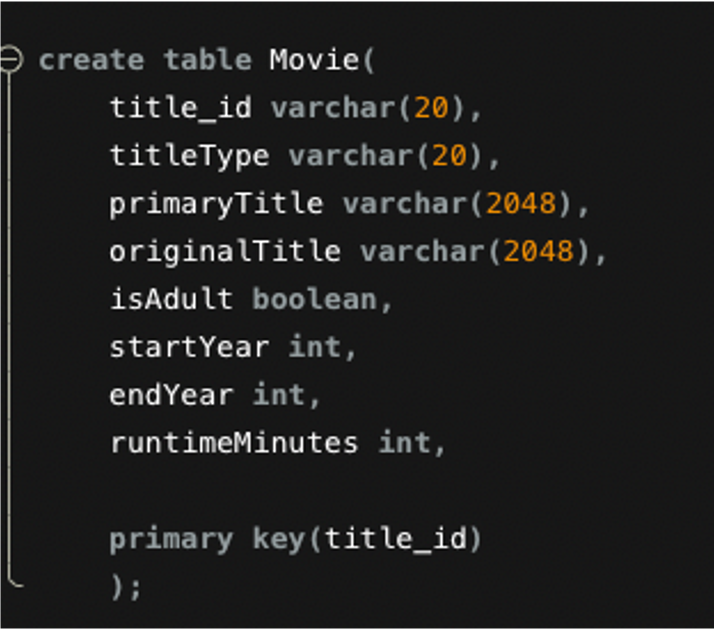 create table Movie(
title_id varchar(20),
titleType varchar(20),
primaryTitle varchar(2048),
originalTitle varchar(2048),
isAdult boolean,
startYear int,
endYear int,
runtimeMinutes int,
primary key(title_id)
);